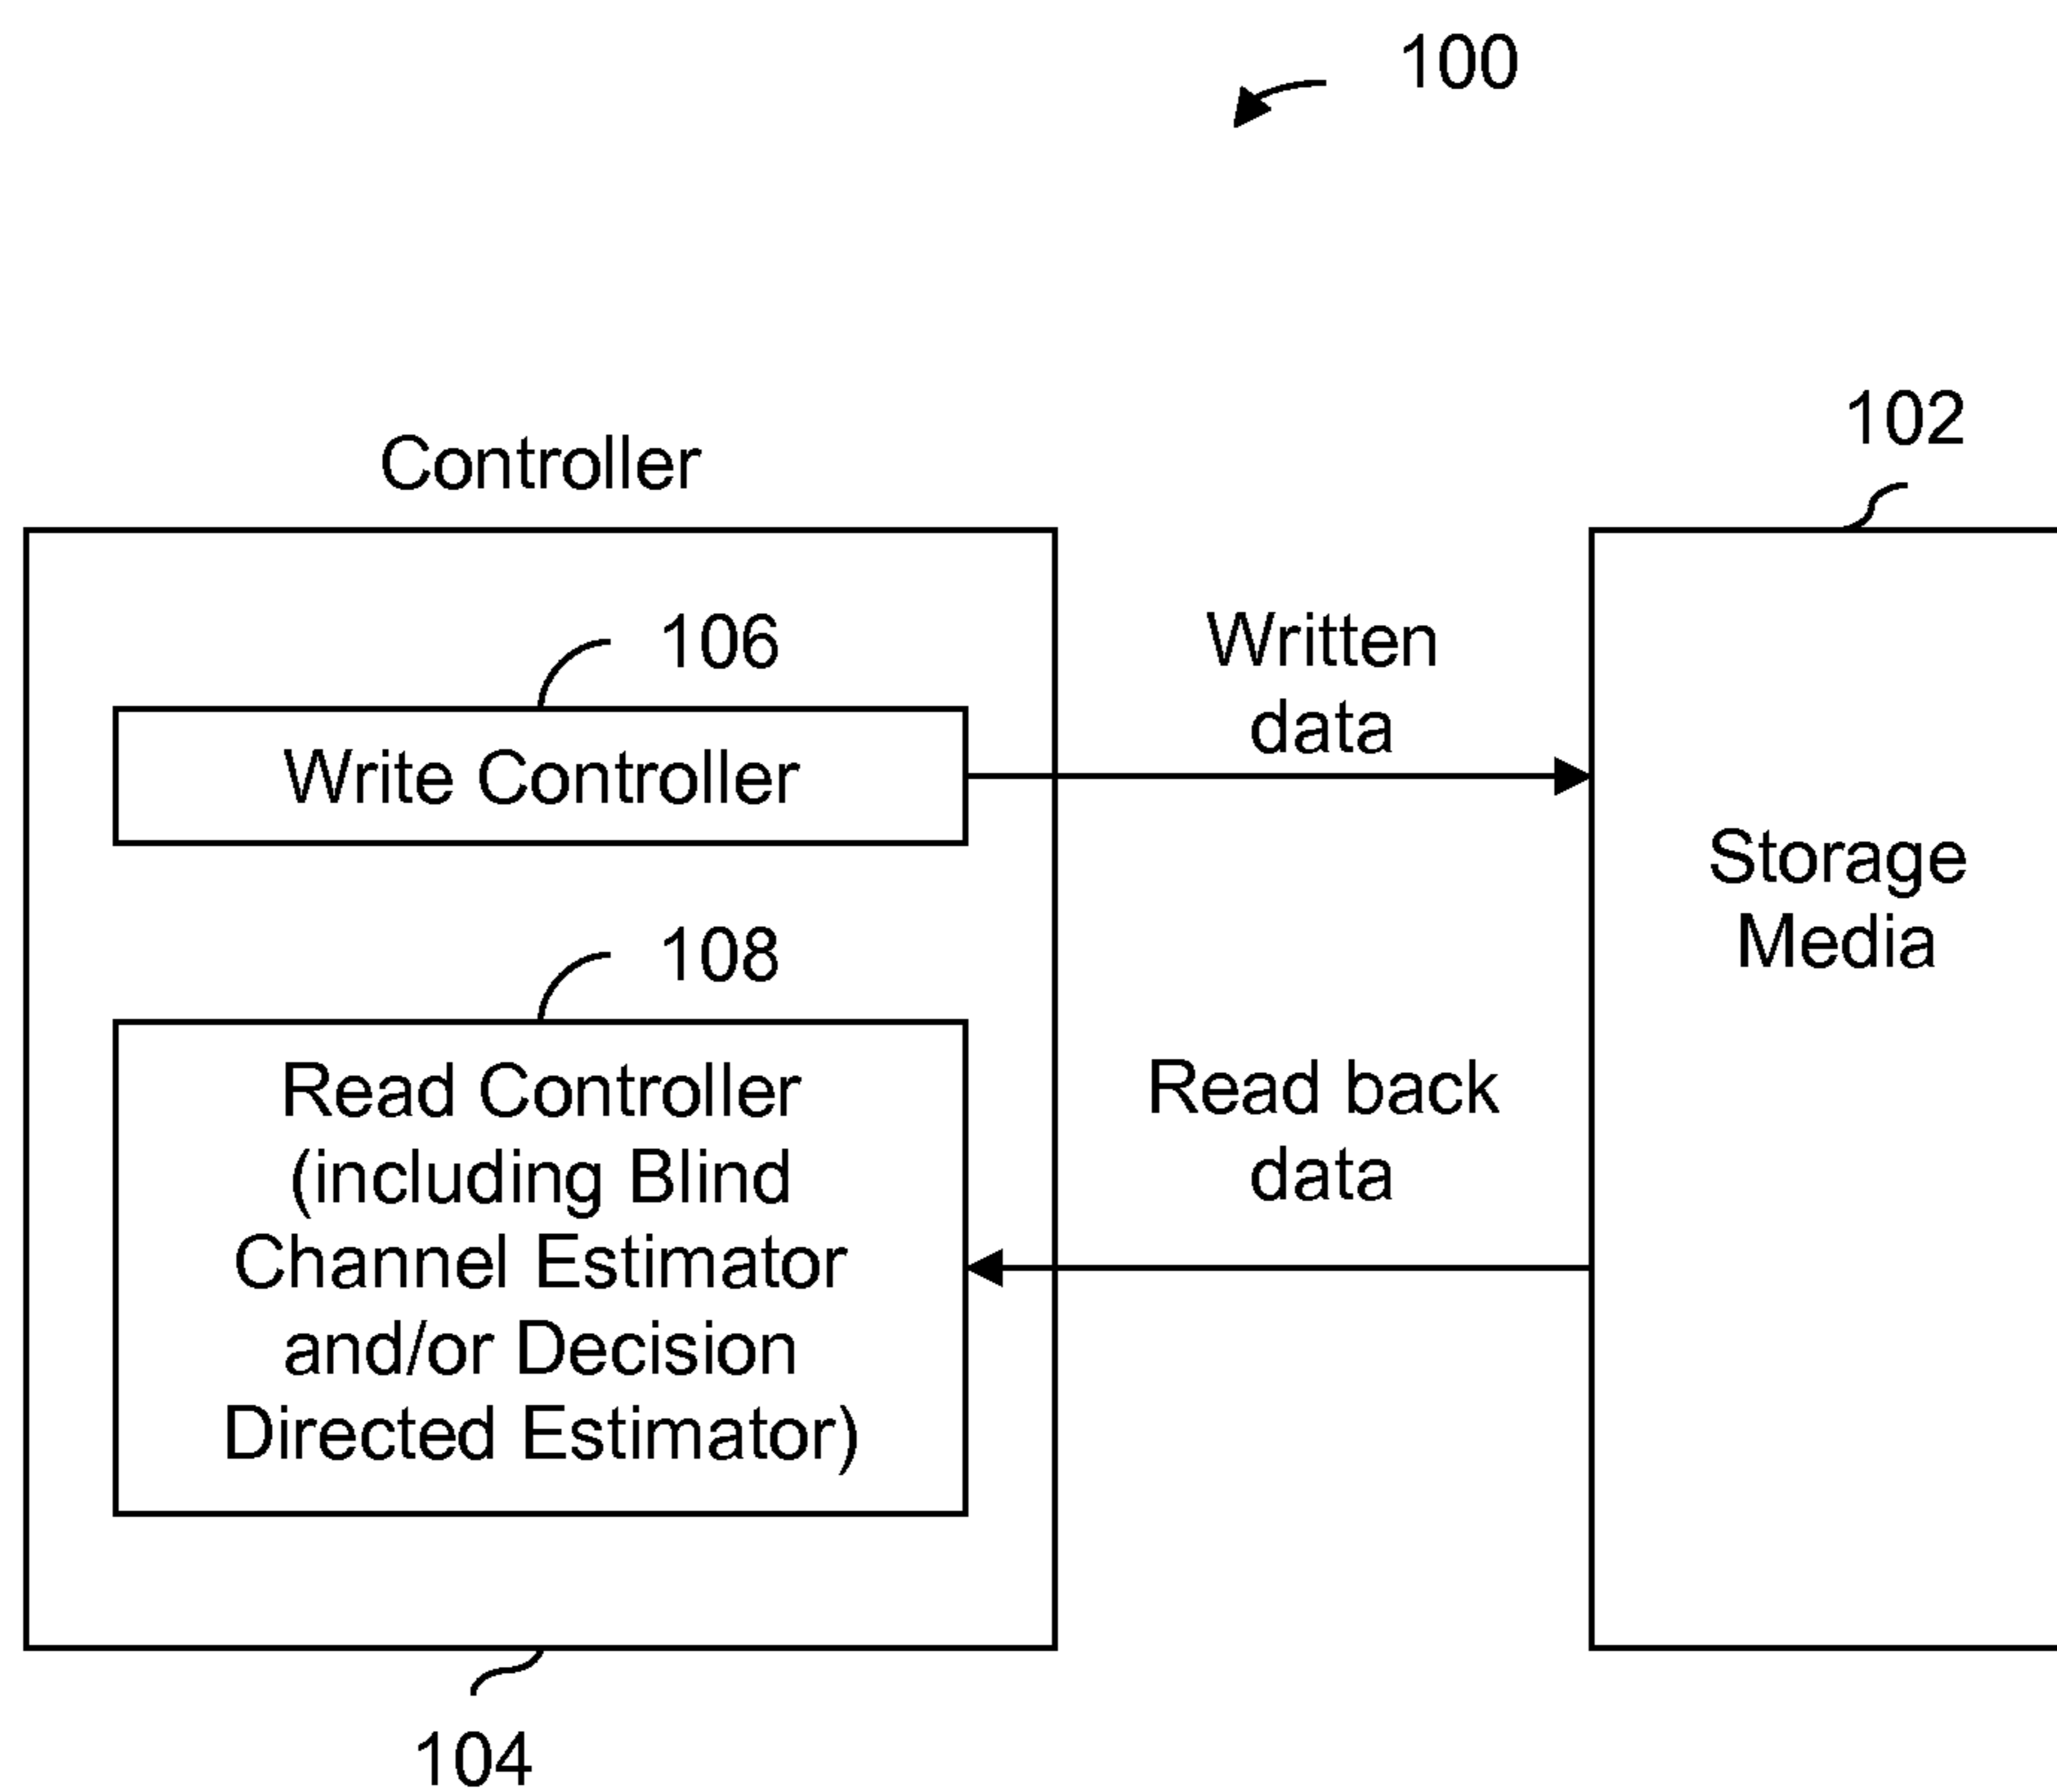 100
102
Controller
106
Written
data
Write Controller
Storage
Media
108
Read Controller
(including Blind
Channel Estimator
and/or Decision
Directed Estimator)
Read back
data
104